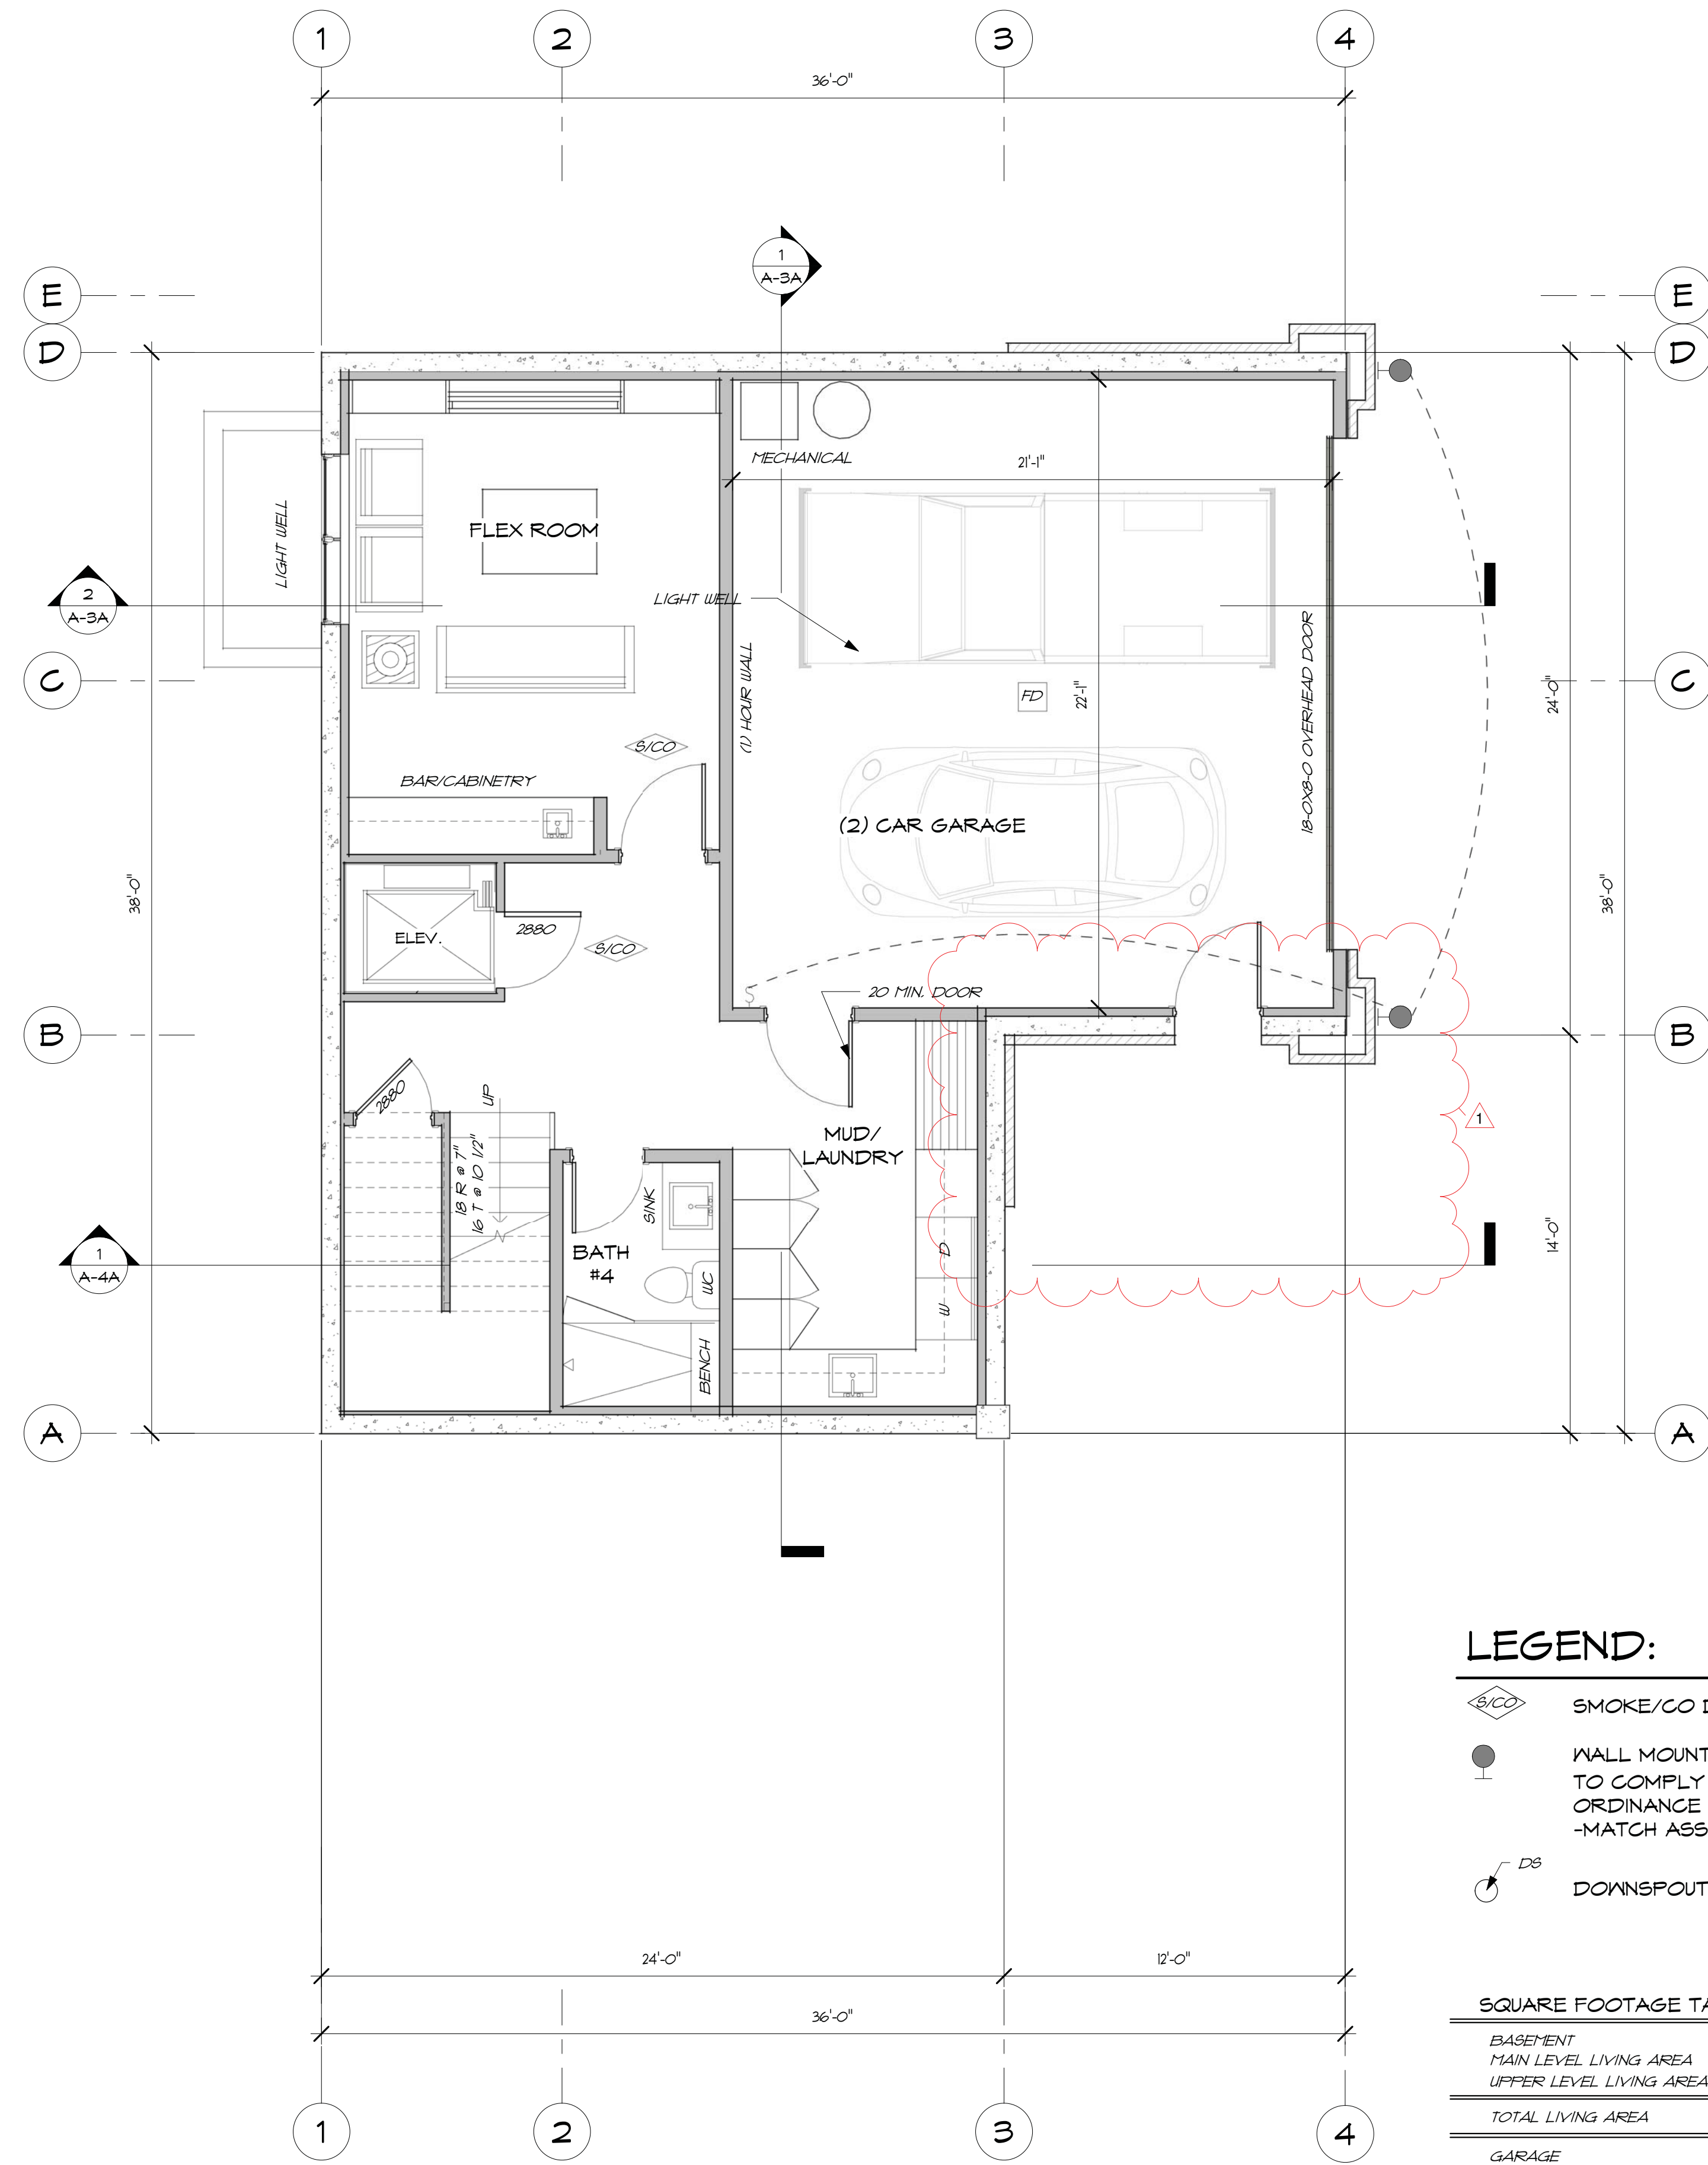 1
2
3
4
36'-0"
1
A-3A
E
E
D
D
MECHANICAL
21'-1"
LIGHT WELL
FLEX ROOM
2
A-3A
LIGHT WELL
(1) HOUR WALL
18-0X8-0 OVERHEAD DOOR
C
FD
22'-1"
24'-0"
C
S/CO
BAR/CABINETRY
(2) CAR GARAGE
38'-0"
38'-0"
ELEV.
2880
S/CO
20 MIN. DOOR
S
B
B
2880
UP
18 R @ 7"
16 T @ 10 1/2"
MUD/
LAUNDRY
1
SINK
BATH
#4
WC
D
W
14'-0"
1
A-4A
BENCH
A
A
LEGEND:
S/CO
SMOKE/CO D
WALL MOUNT
TO COMPLY
ORDINANCE
-MATCH ASS
DS
DOWNSPOUT
24'-0"
12'-0"
36'-0"
SQUARE FOOTAGE TA
BASEMENT
MAIN LEVEL LIVING AREA
UPPER LEVEL LIVING AREA
TOTAL LIVING AREA
GARAGE
1
2
3
4